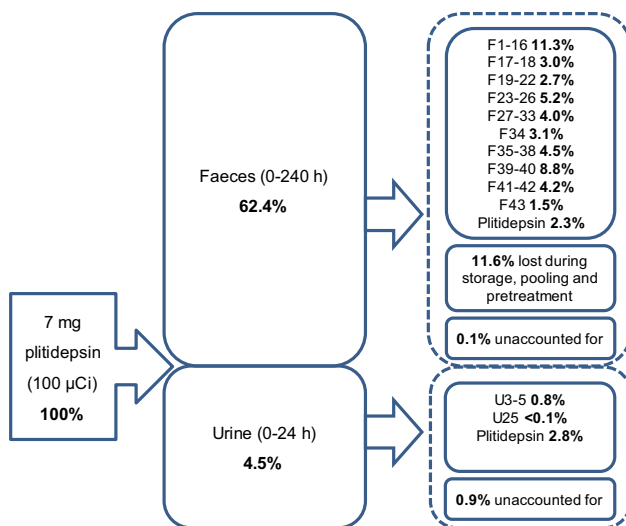 7 mg
plitidepsin
(100 µCi)
100%
Faeces (0-240 h)
62.4%
F1-16 11.3%
F17-18 3.0%
F19-22 2.7%
F23-26 5.2%
F27-33 4.0%
F34 3.1%
F35-38 4.5%
F39-40 8.8%
F41-42 4.2%
F43 1.5%
Plitidepsin 2.3%
11.6% lost during
storage, pooling and
pretreatment
0.1% unaccounted for
Urine (0-24 h)
4.5%
U3-5 0.8%
U25 <0.1%
Plitidepsin 2.8%
0.9% unaccounted for